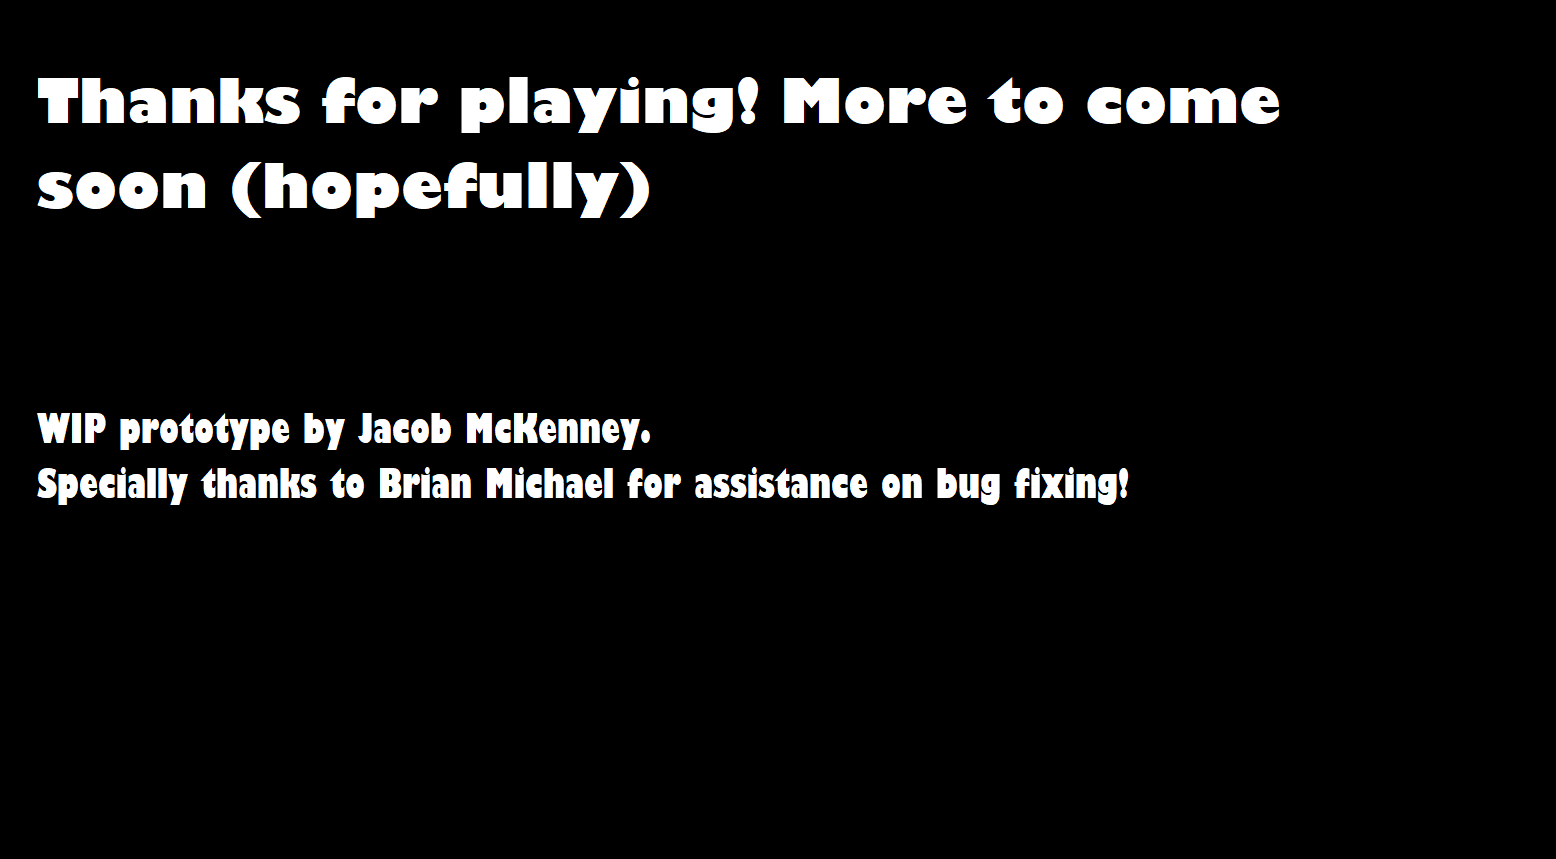 Thanks for playing! More to come
soon (hopefully)
WIP prototype by Jacob McKenney.
Specially thanks to Brian Michael for assistance on bug fixing!